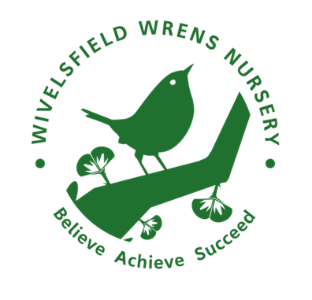 • WIVELSFIELD WRENS NURSERY •
Believe Achieve Succeed